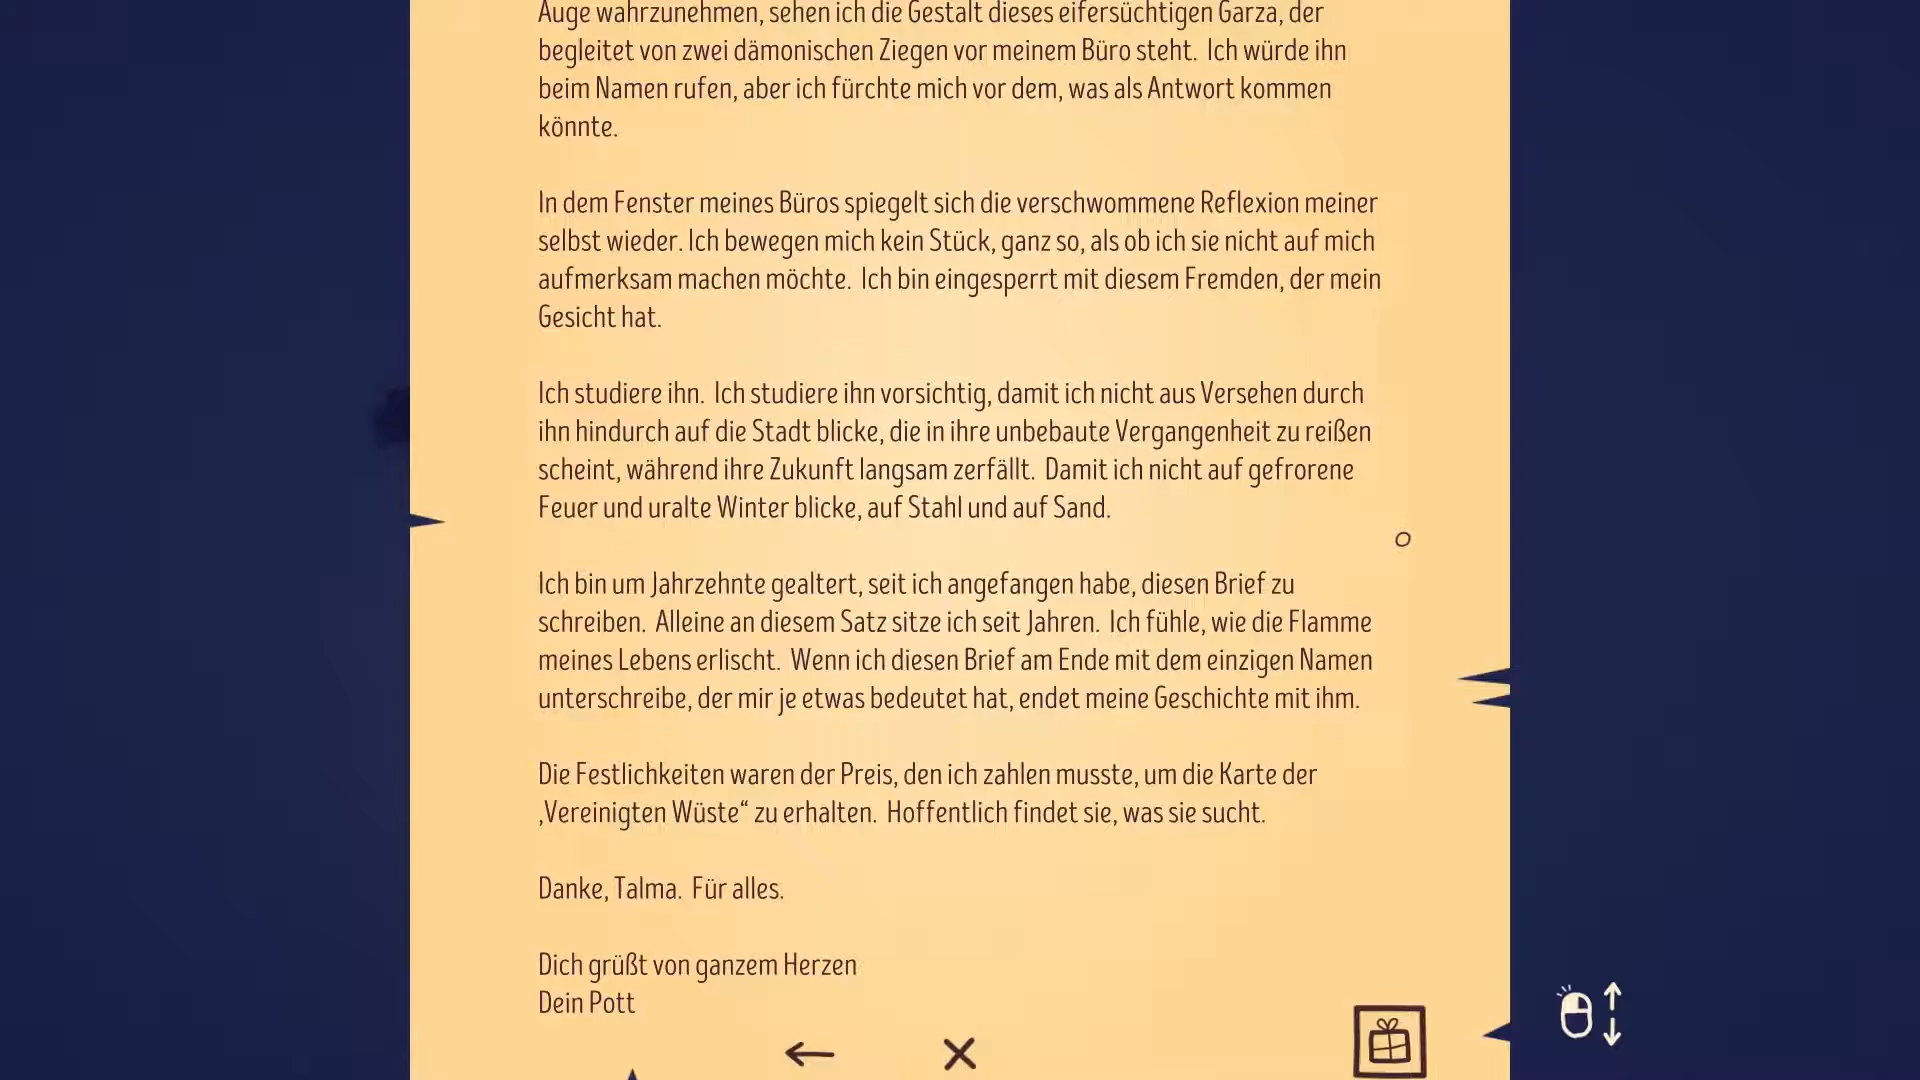 Auge wahrzunehmen, sehen ich die Gestalt dieses eifersüchtigen Garza, der
begleitet von zwei dämonischen Ziegen vor meinem Büro steht.  Ich würde ihn
beim Namen rufen, aber ich fürchte mich vor dem, was als Antwort kommen
könnte.
In dem Fenster meines Büros spiegelt sich die verschwommene Reflexion meiner
selbst wieder. Ich bewegen mich kein Stück, ganz so, als ob ich sie nicht auf mich
aufmerksam machen möchte.  Ich bin eingesperrt mit diesem Fremden, der mein
Gesicht hat.
Ich studiere ihn.  Ich studiere ihn vorsichtig, damit ich nicht aus Versehen durch
ihn hindurch auf die Stadt blicke, die in ihre unbebaute Vergangenheit zu reißen
scheint, während ihre Zukunft langsam zerfällt.  Damit ich nicht auf gefrorene
Feuer und uralte Winter blicke, auf Stahl und auf Sand.
Ich bin um Jahrzehnte gealtert, seit ich angefangen habe, diesen Brief zu
schreiben.  Alleine an diesem Satz sitze ich seit Jahren.  Ich fühle, wie die Flamme
meines Lebens erlischt.  Wenn ich diesen Brief am Ende mit dem einzigen Namen
unterschreibe, der mir je etwas bedeutet hat, endet meine Geschichte mit ihm.
Die Festlichkeiten waren der Preis, den ich zahlen musste, um die Karte der
‚Vereinigten Wüste“ zu erhalten.  Hoffentlich findet sie, was sie sucht.
Danke, Talma.  Für alles.
Dich grüßt von ganzem Herzen
Dein Pott